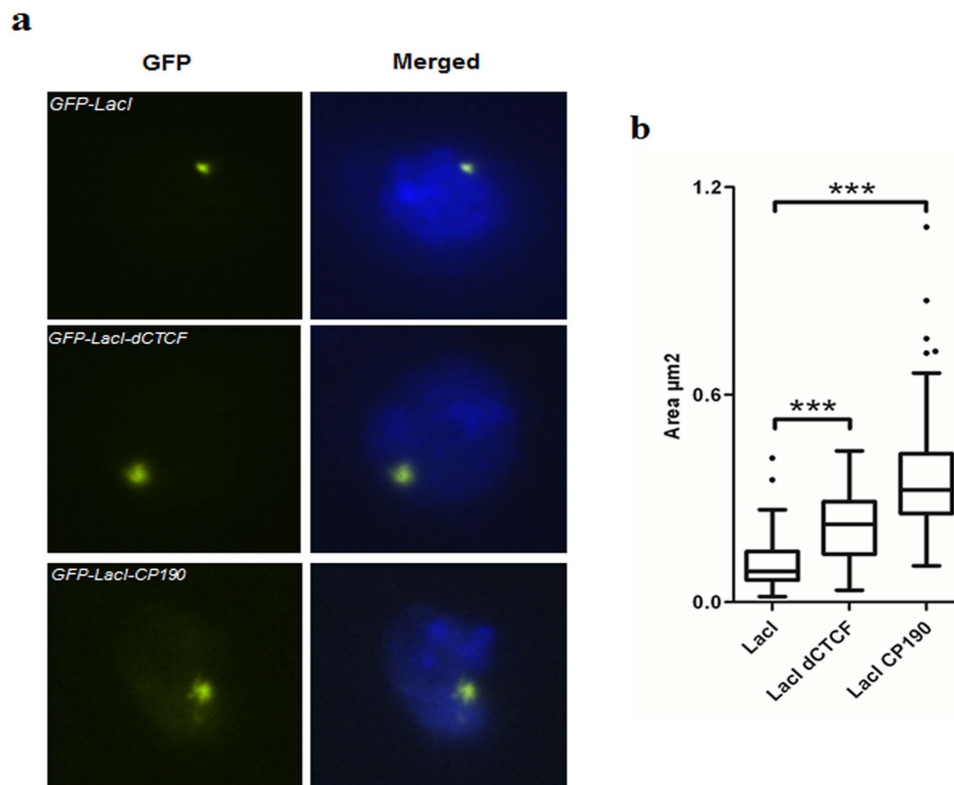 a
GFP Merged
GFP-LacI
GFP-LacI-dCTCF
GFP-LacI-CP190
b
1.2
***
Area µm2
0.6
***
0.0
LacI
LacI dCTCF
LacI CP190